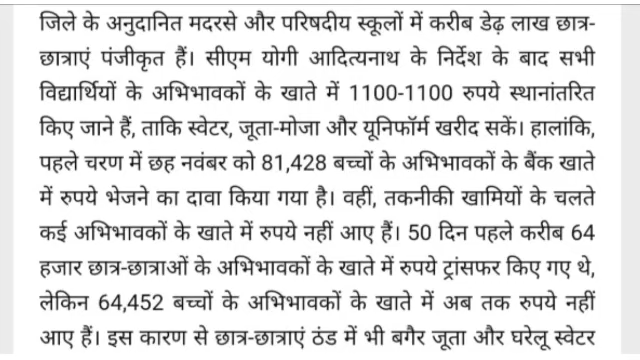 जिले के अनुदानित मदरसे और परिषदीय स्कूलों में करीब डेढ़ लाख छात्र-
छात्राएं पंजीकृत हैं। सीएम योगी आदित्यनाथ के निर्देश के बाद सभी
विद्यार्थियों के अभिभावकों के खाते में 1100-1100 रुपये स्थानांतरित
किए जाने हैं, ताकि स्वेटर, जूता-मोजा और यूनिफॉर्म खरीद सकें। हालांकि,
पहले चरण में छह नवंबर को 81,428 बच्चों के अभिभावकों के बैंक खाते
में रुपये भेजने का दावा किया गया है। वहीं, तकनीकी खामियों के चलते
कई अभिभावकों के खाते में रुपये नहीं आए हैं। 50 दिन पहले करीब 64
हजार छात्र-छात्राओं के अभिभावकों के खाते में रुपये ट्रांसफर किए गए थे,
लेकिन 64,452 बच्चों के अभिभावकों के खाते में अब तक रुपये नहीं
आए हैं। इस कारण से छात्र-छात्राएं ठंड में भी बगैर जूता और घरेलू स्वेटर